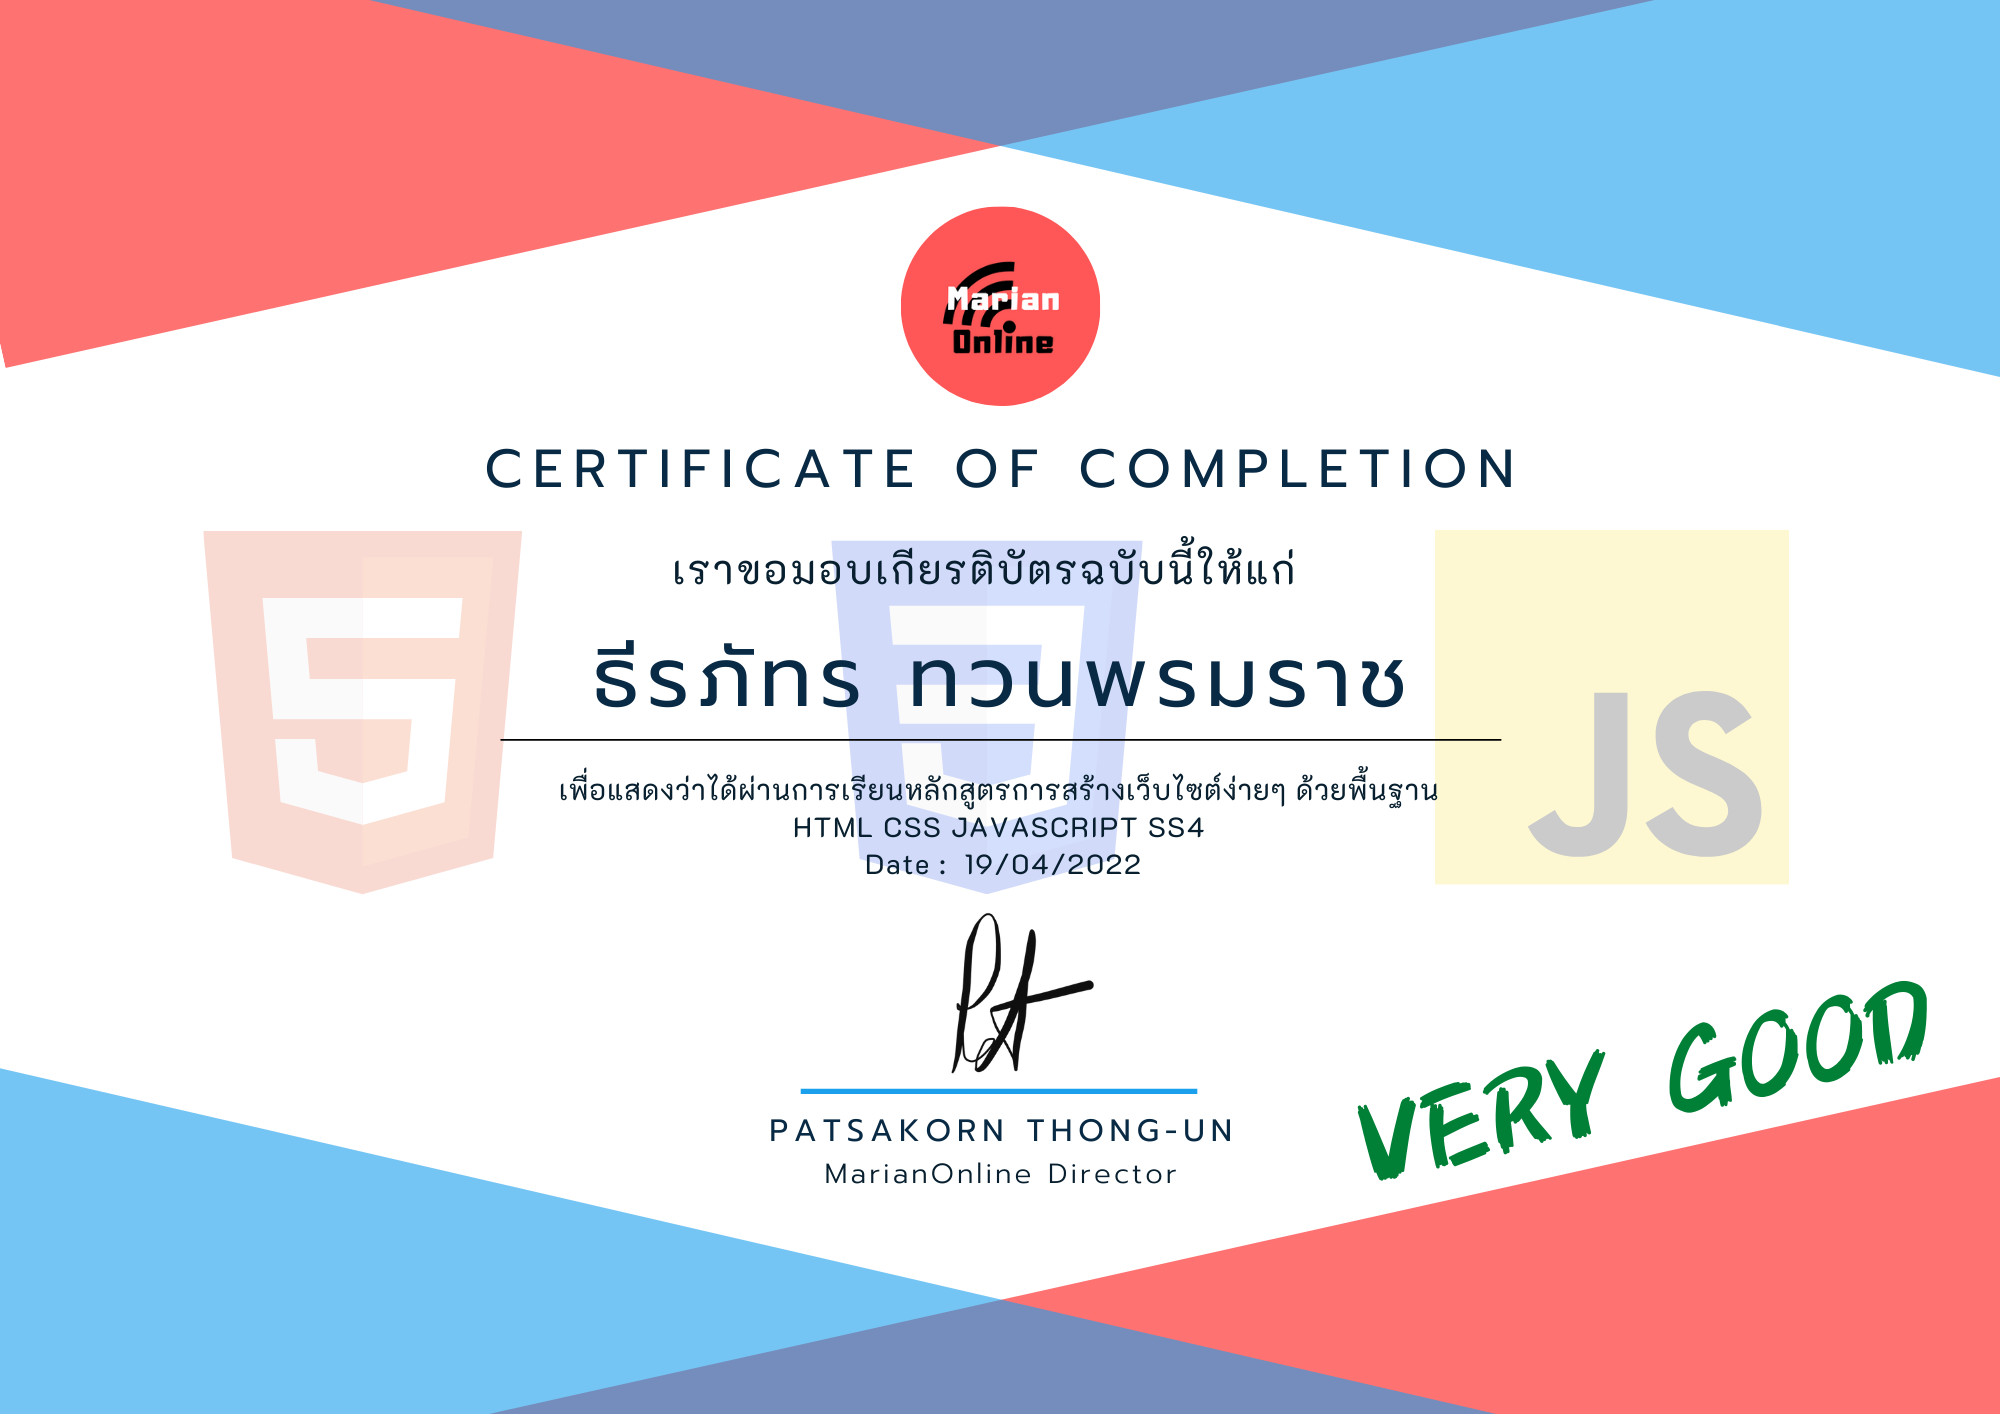 Marian
Online
CERTIFICATE OF COMPLETION
เราขอมอบเกียรติบัตรฉบับนี้ให้แก่
ธีรภัทร ทวนพรมราช
เพื่อแสดงว่าได้ผ่านการเรียนหลักสูตรการสร้างเว็บไซต์ง่ายๆ ด้วยพื้นฐาน
HTML CSS JAVASCRIPT SS4
Date : 19/04/2022
JS
PATSAKORN THONG-UN
MarianOnline Director
VERY GOOD